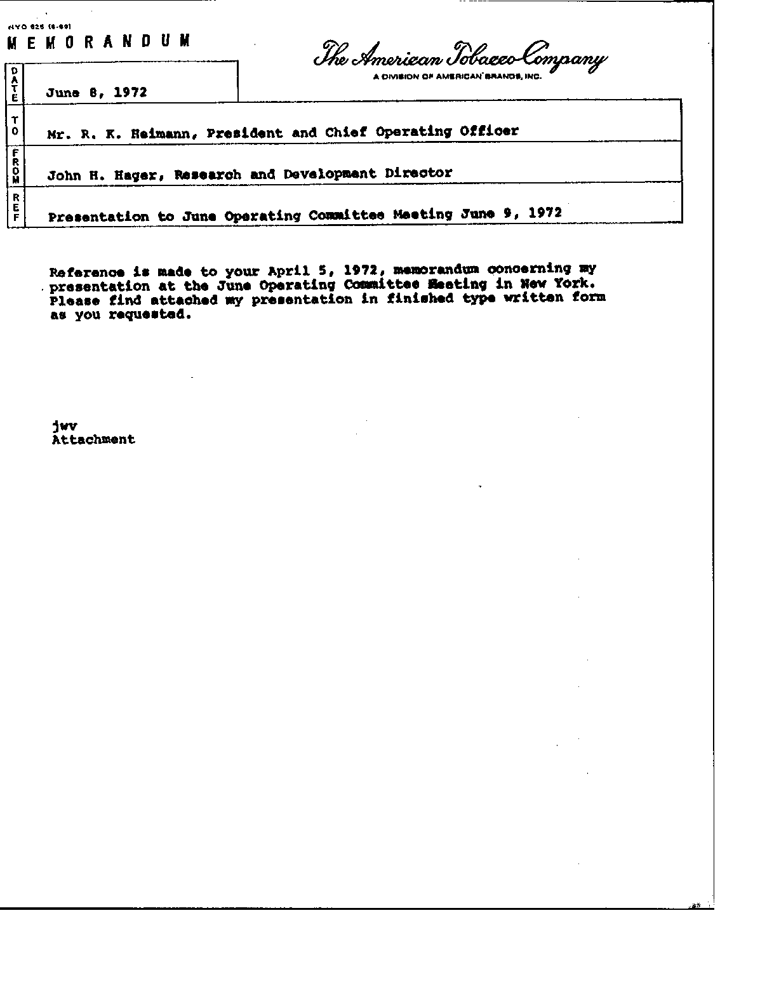 NYO 525 (6-69)
MEMORANDUM
The American Tobacco Company
A DIVISION OF AMERICAN BRANDS, INC.
DATE
June 8, 1972
TO
Mr. R. K. Heimann, President and Chief Operating Officer
FROM
John H. Hager, Research and Development Director
REF
Presentation to June Operating Committee Meeting June 9, 1972
Reference is made to your April 5, 1972, memorandum concerning my
presentation at the June Operating Committee Meeting in New York.
Please find attached my presentation in finished type written form
as you requested.
jwv
Attachment